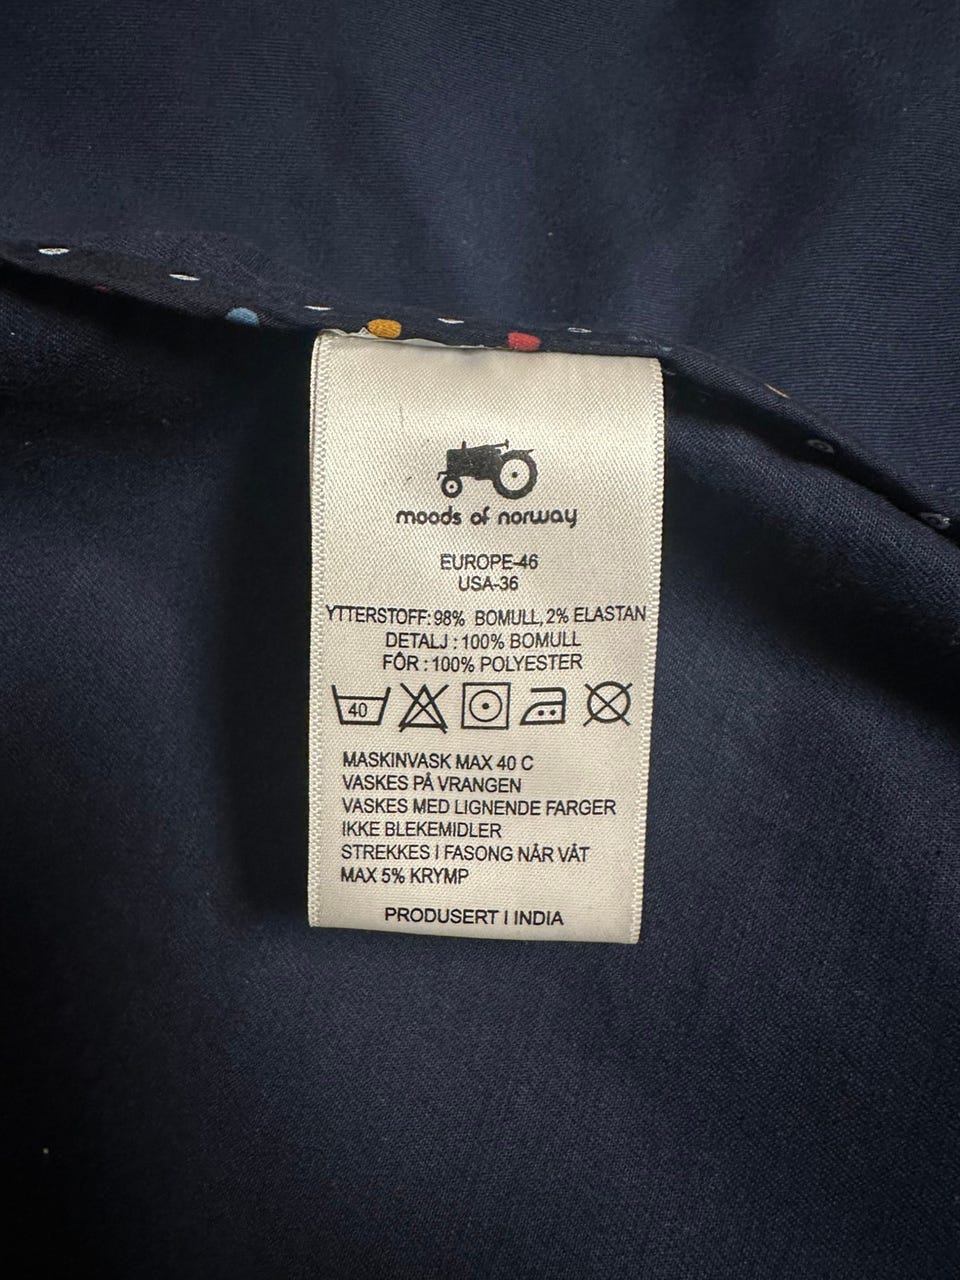 moods of norway
EUROPE-46
USA-36
YTTERSTOFF: 98% BOMULL, 2% ELASTAN
DETALJ : 100% BOMULL
FÔR : 100% POLYESTER
40
MASKINVASK MAX 40 C
VASKES PÅ VRANGEN
VASKES MED LIGNENDE FARGER
IKKE BLEKEMIDLER
STREKKES I FASONG NÅR VÅT
MAX 5% KRYMP
PRODUSERT I INDIA